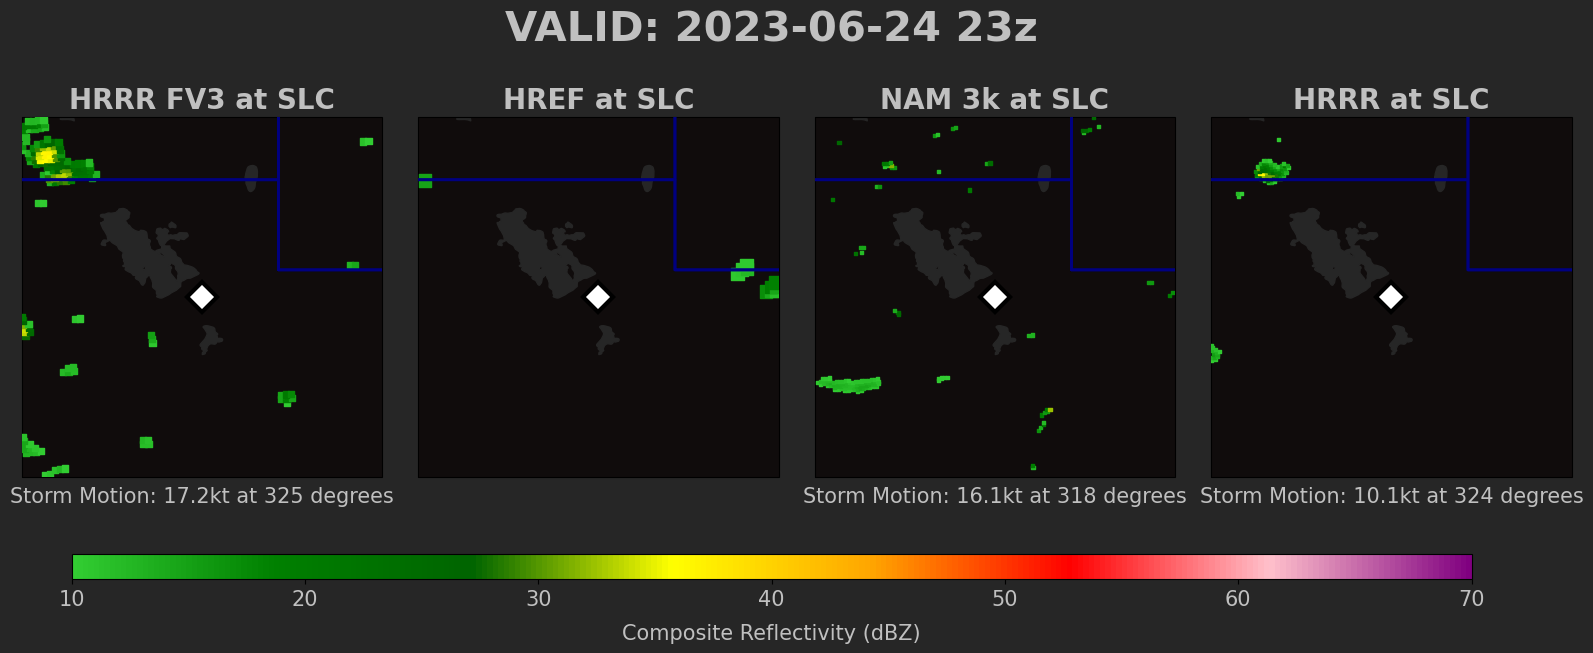 VALID: 2023-06-24 23z
HRRR FV3 at SLC
HREF at SLC
NAM 3k at SLC
HRRR at SLC
Storm Motion: 17.2kt at 325 degrees
Storm Motion: 16.1kt at 318 degrees
Storm Motion: 10.1kt at 324 degrees
10 20 30 40 50 60 70
Composite Reflectivity (dBZ)